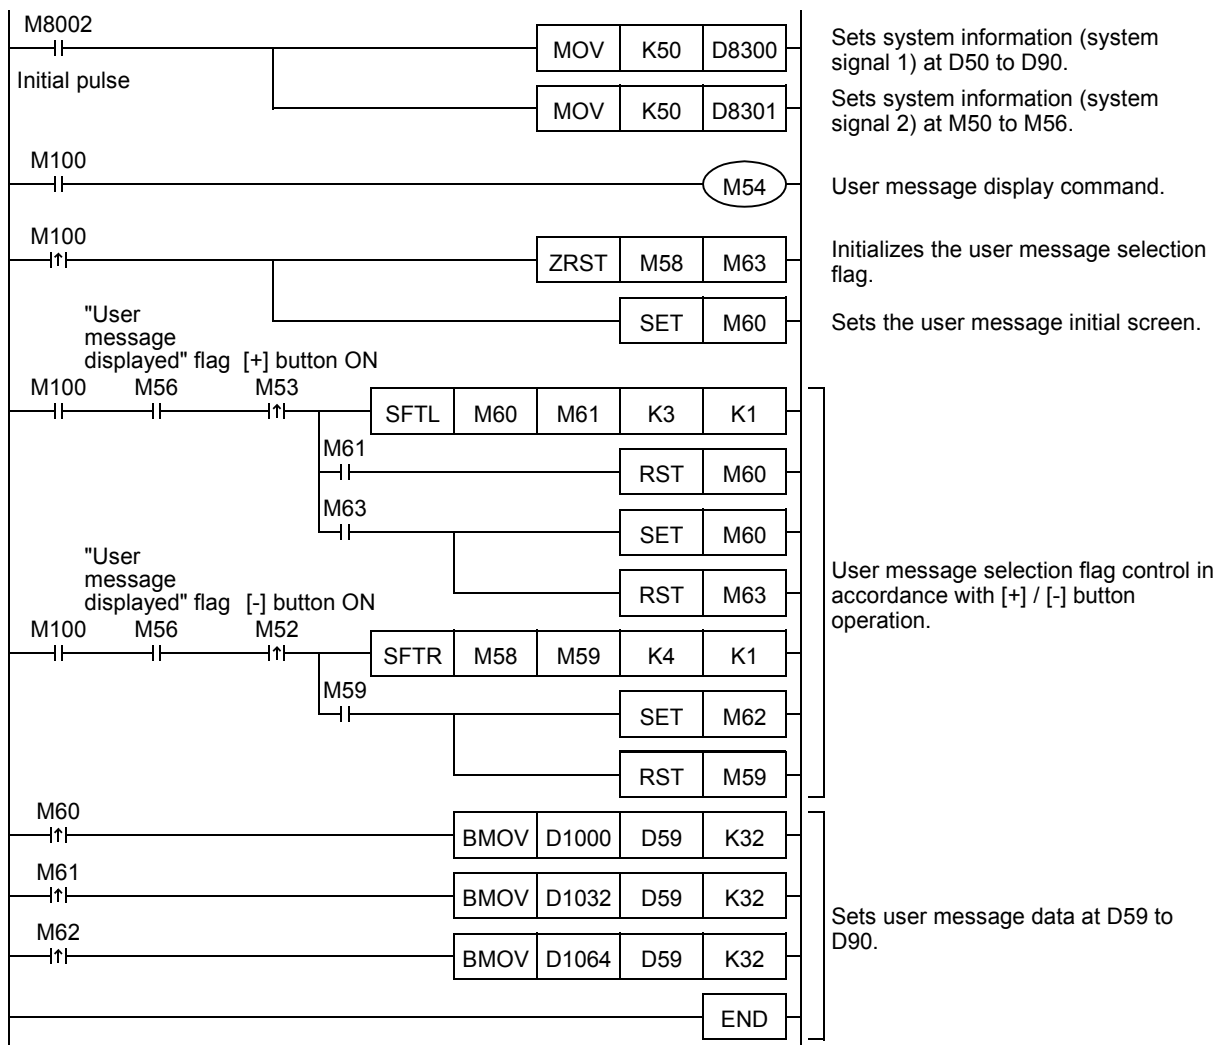 M8002
MOV K50 D8300
Sets system information (system
signal 1) at D50 to D90.
Initial pulse
MOV K50 D8301
Sets system information (system
signal 2) at M50 to M56.
M100
M54
User message display command.
M100
ZRST M58 M63
Initializes the user message selection
flag.
SET M60
Sets the user message initial screen.
"User
message
displayed" flag [+] button ON
M100 M56 M53
SFTL M60 M61 K3 K1
M61
RST M60
M63
SET M60
RST M63
"User
message
displayed" flag [-] button ON
M100 M56 M52
SFTR M58 M59 K4 K1
M59
SET M62
RST M59
User message selection flag control in
accordance with [+] / [-] button
operation.
M60
BMOV D1000 D59 K32
M61
BMOV D1032 D59 K32
M62
BMOV D1064 D59 K32
Sets user message data at D59 to
D90.
END